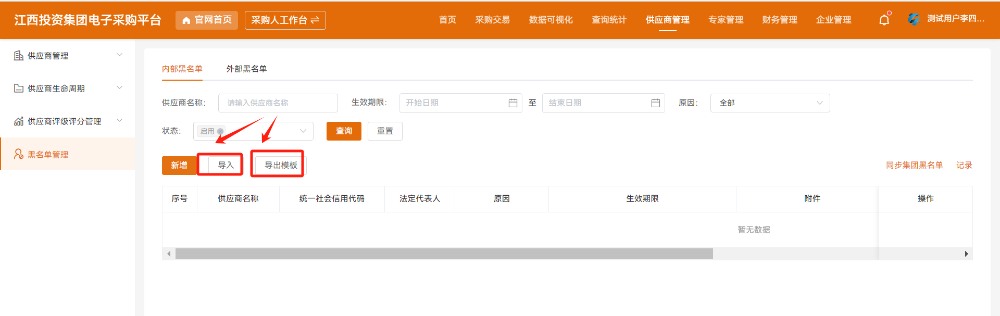 江西投资集团电子采购平台 官网首页 采购人工作台 首页 采购交易 数据可视化 查询统计 供应商管理 专家管理 财务管理 企业管理 测试用户李四...
供应商管理
供应商生命周期
供应商评级评分管理
黑名单管理
内部黑名单 外部黑名单
供应商名称: 请输入供应商名称 生效期限: 开始日期 至 结束日期 原因: 全部
状态: 启用 查询 重置
新增 导入 导出模板 同步集团黑名单 记录
序号 供应商名称 统一社会信用代码 法定代表人 原因 生效期限 附件 操作
暂无数据